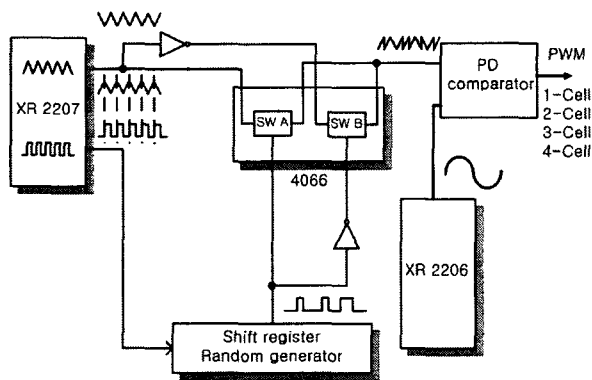 XR 2207
SW A
SW B
4066
PD
comparator
PWM
1-Cell
2-Cell
3-Cell
4-Cell
XR 2206
Shift register
Random generator